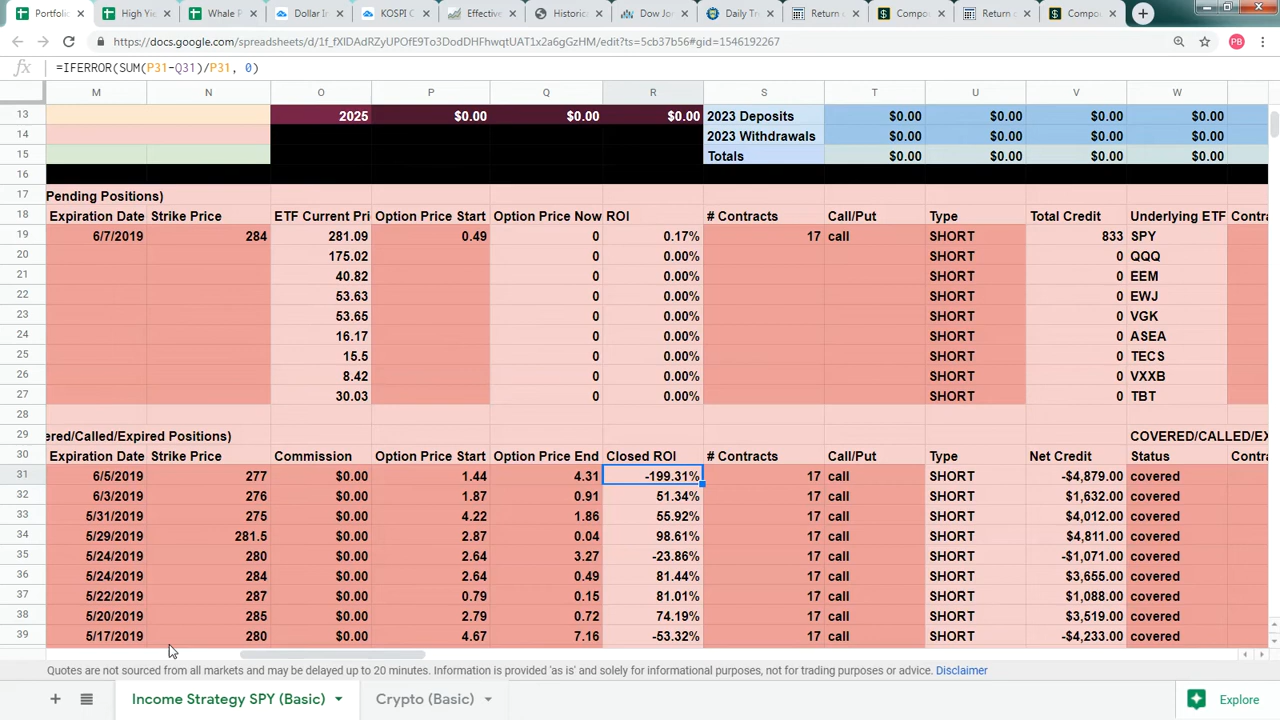 Portfolio High Yie Whale P Dollar In KOSPI C Effective Histori Dow Jo Daily Tr Return c Compo Return c Compo
https://docs.google.com/spreadsheets/d/1f_fXIDAdRZyUPOfE9To3DodDHFhwqtUAT1x2a6gGzHM/edit?ts=5cb37b56#gid=1546192267 PB
fx =IFERROR(SUM(P31-Q31)/P31, 0)
M N O P Q R S T U V W
13 2025 $0.00 $0.00 $0.00 2023 Deposits $0.00 $0.00 $0.00 $0.00
14 2023 Withdrawals $0.00 $0.00 $0.00 $0.00
15 Totals $0.00 $0.00 $0.00 $0.00
16
17 (Pending Positions)
18 Expiration Date Strike Price ETF Current Pri Option Price Start Option Price Now ROI # Contracts Call/Put Type Total Credit Underlying ETF Contra
19 6/7/2019 284 281.09 0.49 0 0.17% 17 call SHORT 833 SPY
20 175.02 0 0.00% SHORT 0 QQQ
21 40.82 0 0.00% SHORT 0 EEM
22 53.63 0 0.00% SHORT 0 EWJ
23 53.65 0 0.00% SHORT 0 VGK
24 16.17 0 0.00% SHORT 0 ASEA
25 15.5 0 0.00% SHORT 0 TECS
26 8.42 0 0.00% SHORT 0 VXXB
27 30.03 0 0.00% SHORT 0 TBT
28
29 ered/Called/Expired Positions) COVERED/CALLED/EX
30 Expiration Date Strike Price Commission Option Price Start Option Price End Closed ROI # Contracts Call/Put Type Net Credit Status Contra
31 6/5/2019 277 $0.00 1.44 4.31 -199.31% 17 call SHORT -$4,879.00 covered
32 6/3/2019 276 $0.00 1.87 0.91 51.34% 17 call SHORT $1,632.00 covered
33 5/31/2019 275 $0.00 4.22 1.86 55.92% 17 call SHORT $4,012.00 covered
34 5/29/2019 281.5 $0.00 2.87 0.04 98.61% 17 call SHORT $4,811.00 covered
35 5/24/2019 280 $0.00 2.64 3.27 -23.86% 17 call SHORT -$1,071.00 covered
36 5/24/2019 284 $0.00 2.64 0.49 81.44% 17 call SHORT $3,655.00 covered
37 5/22/2019 287 $0.00 0.79 0.15 81.01% 17 call SHORT $1,088.00 covered
38 5/20/2019 285 $0.00 2.79 0.72 74.19% 17 call SHORT $3,519.00 covered
39 5/17/2019 280 $0.00 4.67 7.16 -53.32% 17 call SHORT -$4,233.00 covered
Quotes are not sourced from all markets and may be delayed up to 20 minutes. Information is provided 'as is' and solely for informational purposes, not for trading purposes or advice. Disclaimer
Income Strategy SPY (Basic) Crypto (Basic) Explore